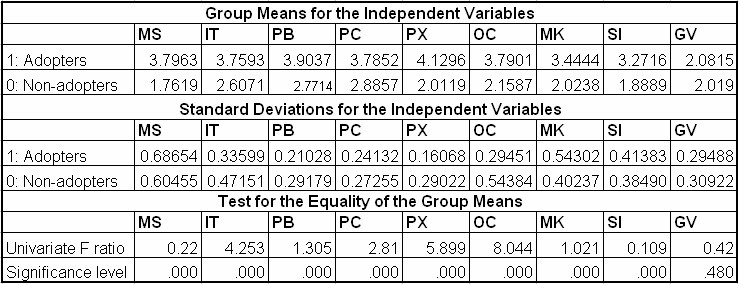 Group Means for the Independent Variables
MS IT PB PC PX OC MK SI GV
1: Adopters 3.7963 3.7593 3.9037 3.7852 4.1296 3.7901 3.4444 3.2716 2.0815
0: Non-adopters 1.7619 2.6071 2.7714 2.8857 2.0119 2.1587 2.0238 1.8889 2.019
Standard Deviations for the Independent Variables
MS IT PB PC PX OC MK SI GV
1: Adopters 0.68654 0.33599 0.21028 0.24132 0.16068 0.29451 0.54302 0.41383 0.29488
0: Non-adopters 0.60455 0.47151 0.29179 0.27255 0.29022 0.54384 0.40237 0.38490 0.30922
Test for the Equality of the Group Means
MS IT PB PC PX OC MK SI GV
Univariate F ratio 0.22 4.253 1.305 2.81 5.899 8.044 1.021 0.109 0.42
Significance level .000 .000 .000 .000 .000 .000 .000 .000 .480